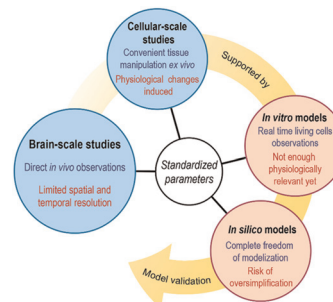 Cellular-scale
studies
Convenient tissue
manipulation ex vivo
Physiological changes
induced
Supported by
In vitro models
Real time living cells
observations
Not enough
physiologically
relevant yet
Brain-scale studies
Direct in vivo observations
Limited spatial and
temporal resolution
Standardized
parameters
In silico models
Complete freedom
of modelization
Risk of
oversimplification
Model validation